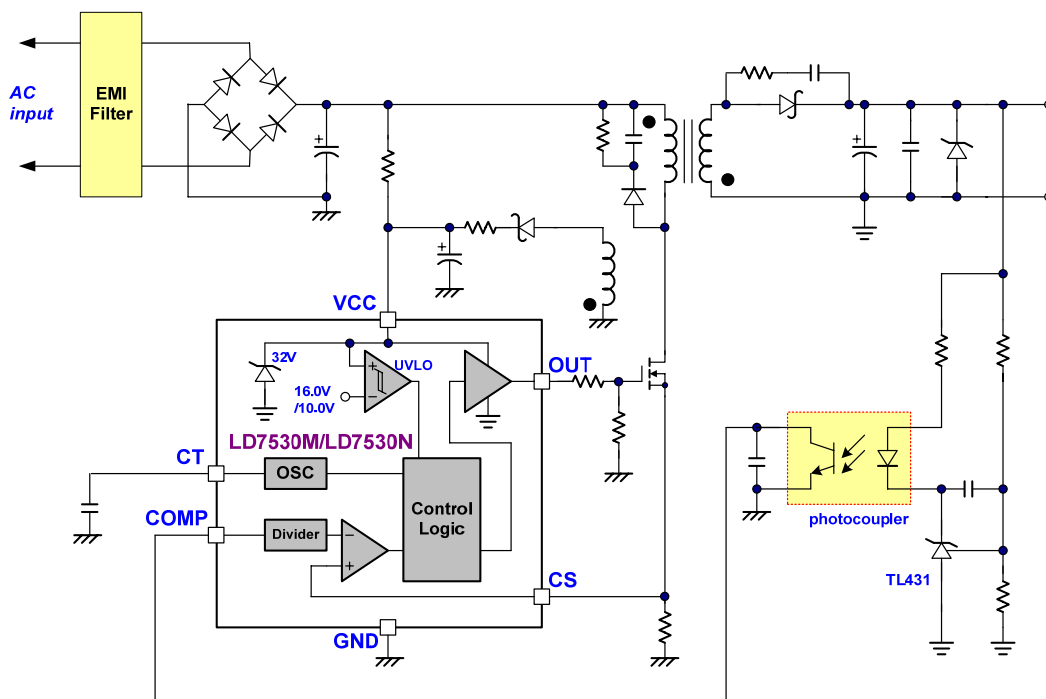 AC
input
EMI
Filter
+
+
+
VCC
32V
+
−
UVLO
16.0V
/10.0V
OUT
LD7530M/LD7530N
CT
OSC
COMP
Divider
−
+
Control
Logic
CS
GND
photocoupler
TL431